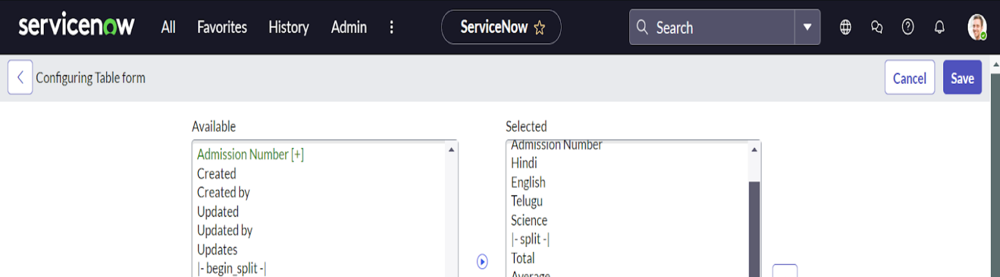 servicenow All Favorites History Admin ServiceNow Search
Configuring Table form Cancel Save
Available
Admission Number [+]
Created
Created by
Updated
Updated by
Updates
|- begin_split -|
Selected
Admission Number
Hindi
English
Telugu
Science
|- split -|
Total
Average